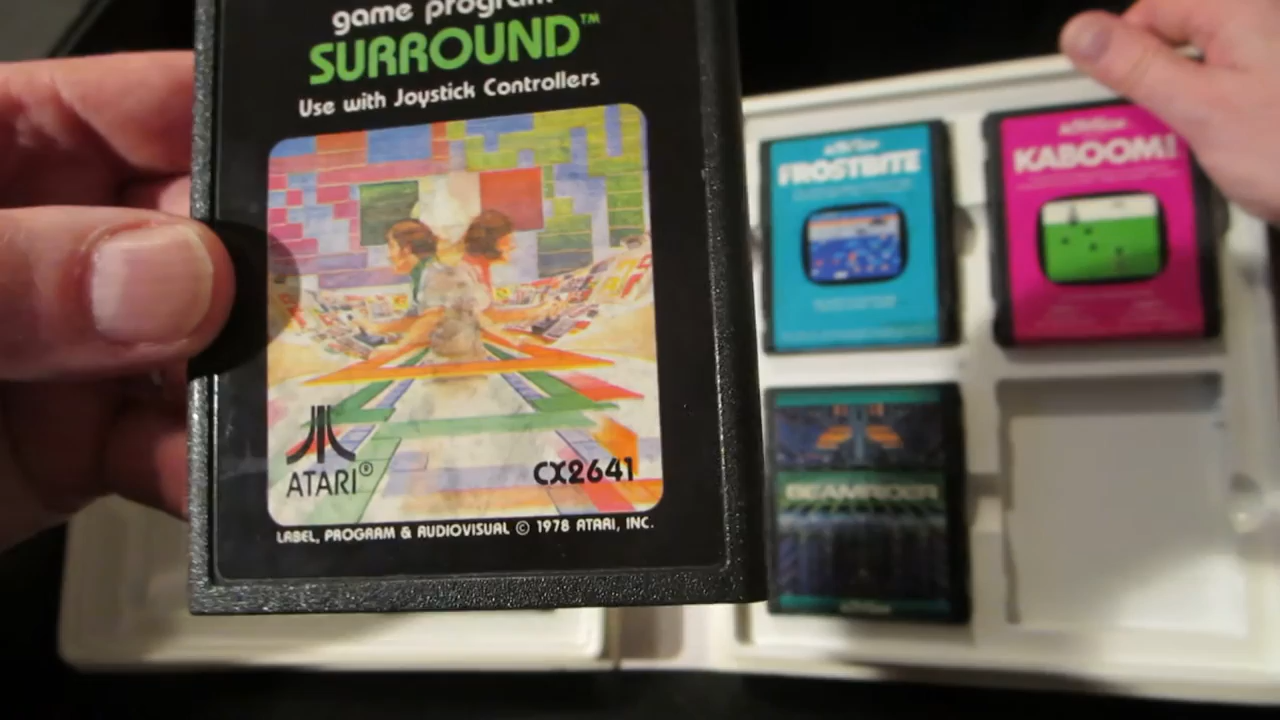 game program
SURROUND™
Use with Joystick Controllers
ATARI®
CX2641
LABEL, PROGRAM & AUDIOVISUAL © 1978 ATARI, INC.
FROSTBITE
KABOOM!
BEAMRIDER